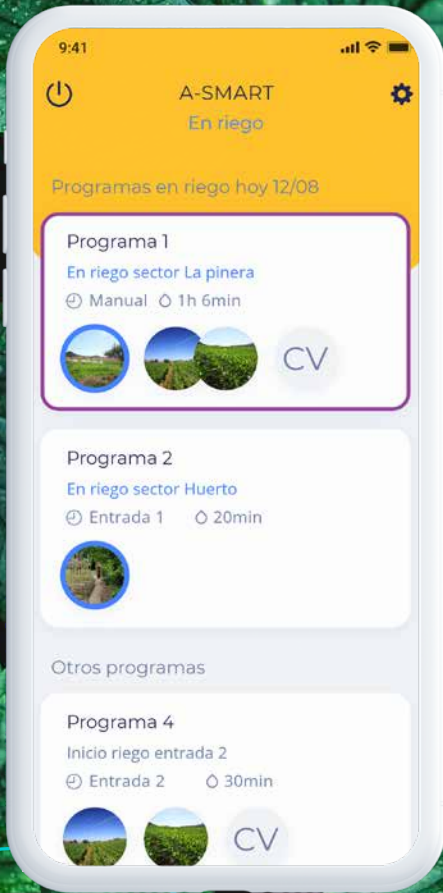 9:41
A-SMART
En riego
Programas en riego hoy 12/08
Programa 1
En riego sector La pinera
Manual 1h 6min
CV
Programa 2
En riego sector Huerto
Entrada 1 20min
Otros programas
Programa 4
Inicio riego entrada 2
Entrada 2 30min
CV